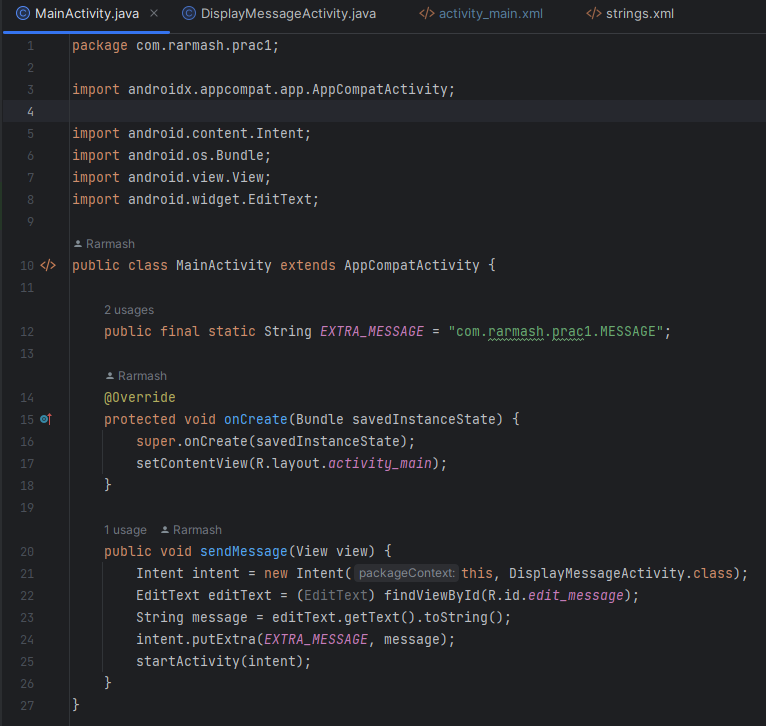 MainActivity.java × DisplayMessageActivity.java </> activity_main.xml </> strings.xml
1 package com.rarmash.prac1;
2
3 import androidx.appcompat.app.AppCompatActivity;
4
5 import android.content.Intent;
6 import android.os.Bundle;
7 import android.view.View;
8 import android.widget.EditText;
9
Rarmash
10 </> public class MainActivity extends AppCompatActivity {
11
2 usages
12 public final static String EXTRA_MESSAGE = "com.rarmash.prac1.MESSAGE";
13
Rarmash
14 @Override
15 protected void onCreate(Bundle savedInstanceState) {
16 super.onCreate(savedInstanceState);
17 setContentView(R.layout.activity_main);
18 }
19
1 usage Rarmash
20 public void sendMessage(View view) {
21 Intent intent = new Intent( packageContext: this, DisplayMessageActivity.class);
22 EditText editText = (EditText) findViewById(R.id.edit_message);
23 String message = editText.getText().toString();
24 intent.putExtra(EXTRA_MESSAGE, message);
25 startActivity(intent);
26 }
27 }